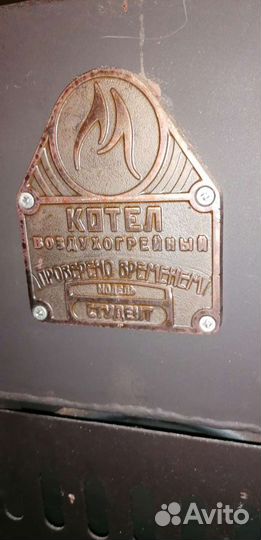 КОТЕЛ
ВОЗДУХОГРЕЙНЫЙ
ПРОВЕРЕНО ВРЕМЕНЕМ
МОДЕЛЬ
СТУДЕНТ
Avito